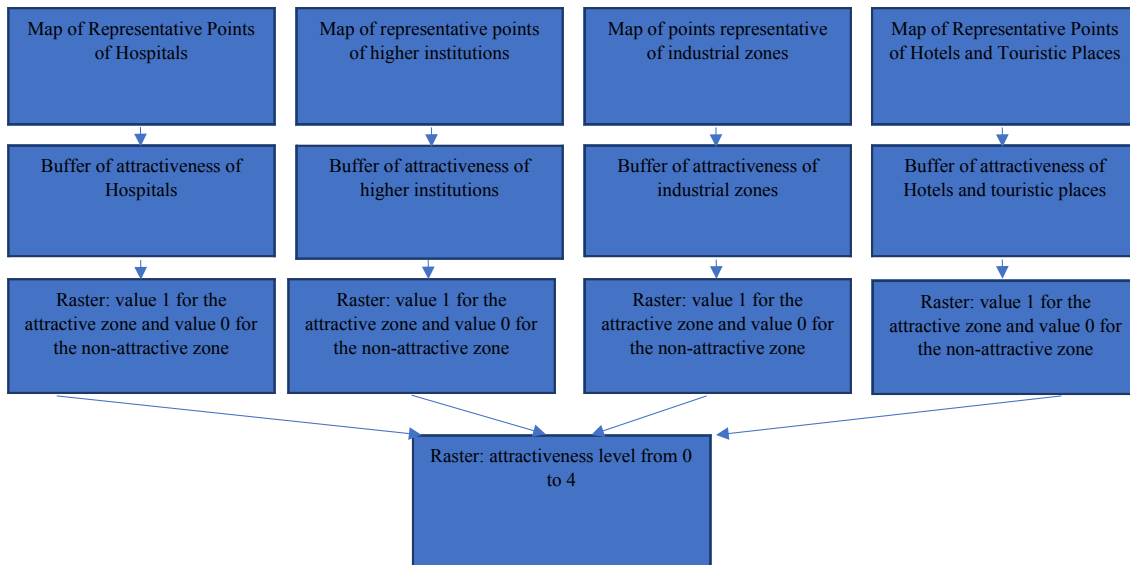 Map of Representative Points
of Hospitals
Map of representative points
of higher institutions
Map of points representative
of industrial zones
Map of Representative Points
of Hotels and Touristic Places
Buffer of attractiveness of
Hospitals
Buffer of attractiveness of
higher institutions
Buffer of attractiveness of
industrial zones
Buffer of attractiveness of
Hotels and touristic places
Raster: value 1 for the
attractive zone and value 0 for
the non-attractive zone
Raster: value 1 for the
attractive zone and value 0 for
the non-attractive zone
Raster: value 1 for the
attractive zone and value 0 for
the non-attractive zone
Raster: value 1 for the
attractive zone and value 0 for
the non-attractive zone
Raster: attractiveness level from 0
to 4